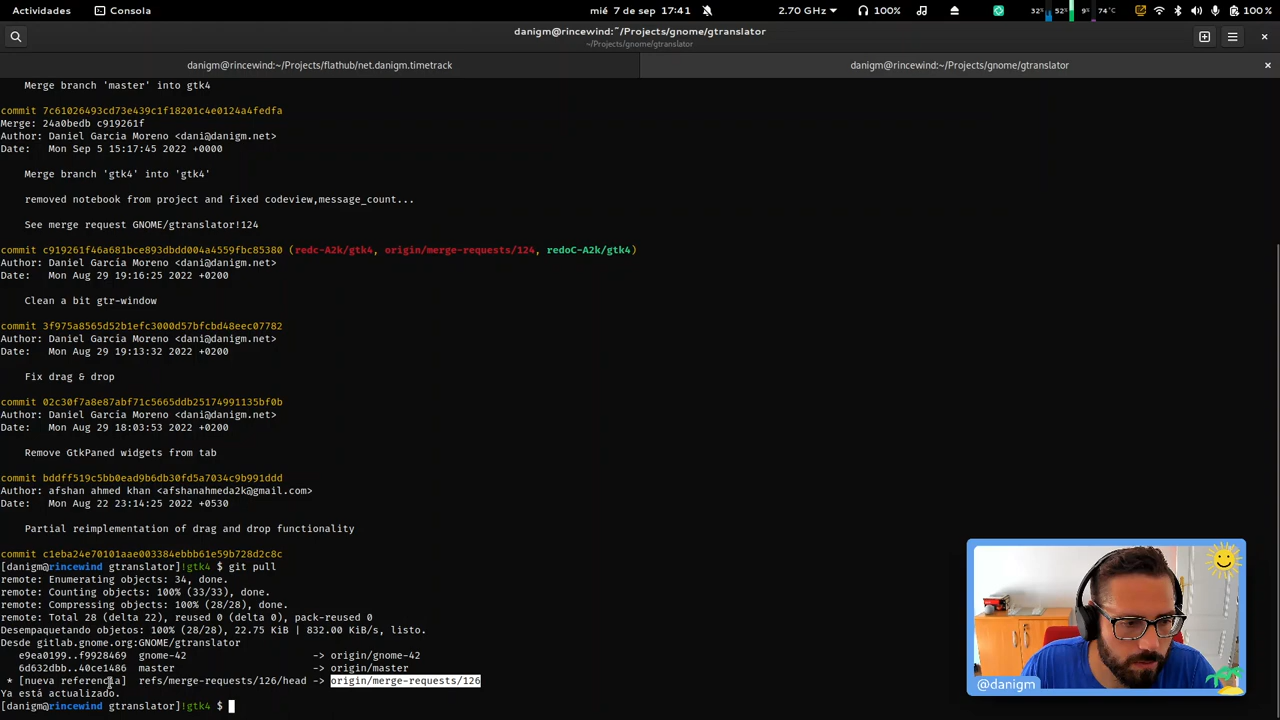 Actividades
Consola
mié 7 de sep 17:41
2.70 GHz
100%
32%
52%
9%
74°C
100 %
danigm@rincewind:~/Projects/gnome/gtranslator
~/Projects/gnome/gtranslator
danigm@rincewind:~/Projects/flathub/net.danigm.timetrack
danigm@rincewind:~/Projects/gnome/gtranslator
Merge branch 'master' into gtk4
commit 7c61026493cd73e439c1f18201c4e0124a4fedfa
Merge: 24a0bedb c919261f
Author: Daniel Garcia Moreno <dani@danigm.net>
Date:   Mon Sep 5 15:17:45 2022 +0000
Merge branch 'gtk4' into 'gtk4'
removed notebook from project and fixed codeview,message_count...
See merge request GNOME/gtranslator!124
commit c919261f46a681bce893dbdd004a4559fbc85380 (redc-A2k/gtk4, origin/merge-requests/124, redoC-A2k/gtk4)
Author: Daniel Garcia Moreno <dani@danigm.net>
Date:   Mon Aug 29 19:16:25 2022 +0200
Clean a bit gtr-window
commit 3f975a8565d52b1efc3000d57bfcbd48eec07782
Author: Daniel Garcia Moreno <dani@danigm.net>
Date:   Mon Aug 29 19:13:32 2022 +0200
Fix drag & drop
commit 02c30f7a8e87abf71c5665ddb25174991135bf0b
Author: Daniel Garcia Moreno <dani@danigm.net>
Date:   Mon Aug 29 18:03:53 2022 +0200
Remove GtkPaned widgets from tab
commit bddff519c5bb0ead9b6db30fd5a7034c9b991ddd
Author: afshan ahmed khan <afshanahmeda2k@gmail.com>
Date:   Mon Aug 22 23:14:25 2022 +0530
Partial reimplementation of drag and drop functionality
commit c1eba24e70101aae003384ebbb61e59b728d2c8c
[danigm@rincewind gtranslator]!gtk4 $ git pull
remote: Enumerating objects: 34, done.
remote: Counting objects: 100% (33/33), done.
remote: Compressing objects: 100% (28/28), done.
remote: Total 28 (delta 22), reused 0 (delta 0), pack-reused 0
Desempaquetando objetos: 100% (28/28), 22.75 KiB | 832.00 KiB/s, listo.
Desde gitlab.gnome.org:GNOME/gtranslator
e9ea0199..f9928469  gnome-42                     -> origin/gnome-42
6d632dbb..40ce1486  master                       -> origin/master
* [nueva referencia]  refs/merge-requests/126/head -> origin/merge-requests/126
Ya está actualizado.
[danigm@rincewind gtranslator]!gtk4 $
@danigm